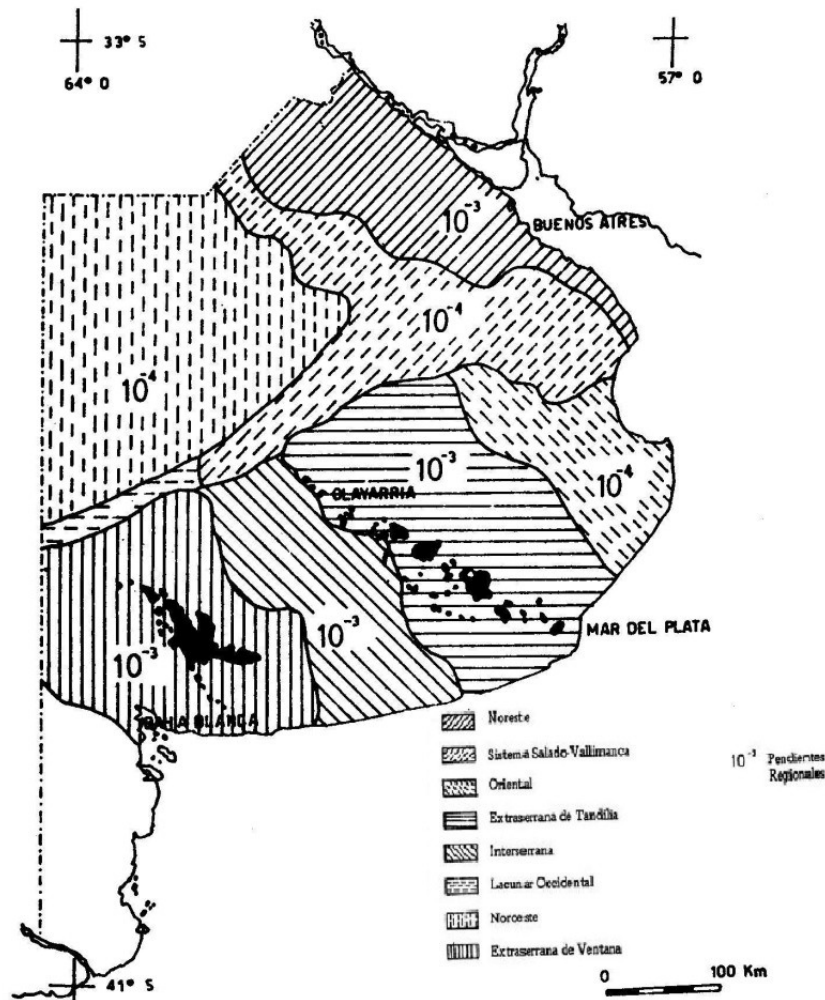 33° S
64° O
57° O
10⁻³
BUENOS AIRES
10⁻⁴
10⁻⁴
10⁻³
10⁻⁴
OLAVARRIA
10⁻³
MAR DEL PLATA
10⁻³
BAHIA BLANCA
Noreste
Sistema Salado-Vallimanca
10⁻³ Pendientes
Regionales
Oriental
Extraserrana de Tandilia
Interserrana
Lacunar Occidental
Noroeste
Extraserrana de Ventana
41° S
0 100 Km